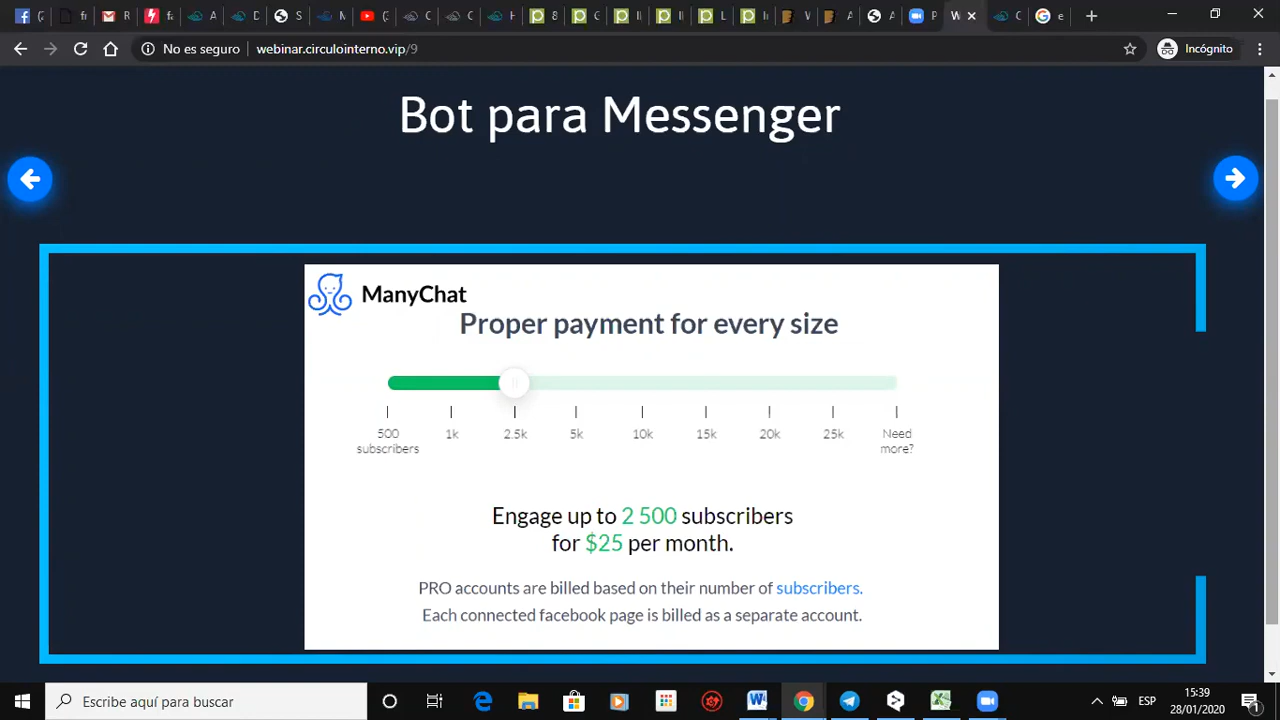 No es seguro
webinar.circulointerno.vip/9
Incógnito
Bot para Messenger
ManyChat
Proper payment for every size
500 subscribers
1k
2.5k
5k
10k
15k
20k
25k
Need more?
Engage up to 2 500 subscribers
for $25 per month.
PRO accounts are billed based on their number of subscribers.
Each connected facebook page is billed as a separate account.
Escribe aquí para buscar
ESP
15:39
28/01/2020